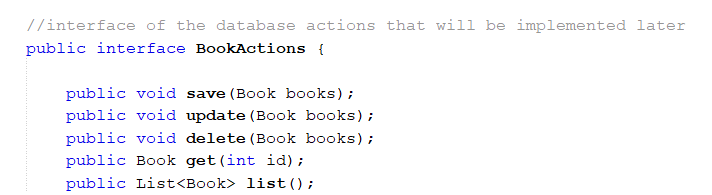 //interface of the database actions that will be implemented later
public interface BookActions {
public void save(Book books);
public void update(Book books);
public void delete(Book books);
public Book get(int id);
public List<Book> list();